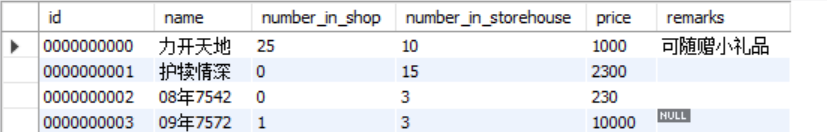 id name number_in_shop number_in_storehouse price remarks
0000000000 力开天地 25 10 1000 可随赠小礼品
0000000001 护犊情深 0 15 2300
0000000002 08年7542 0 3 230
0000000003 09年7572 1 3 10000 NULL